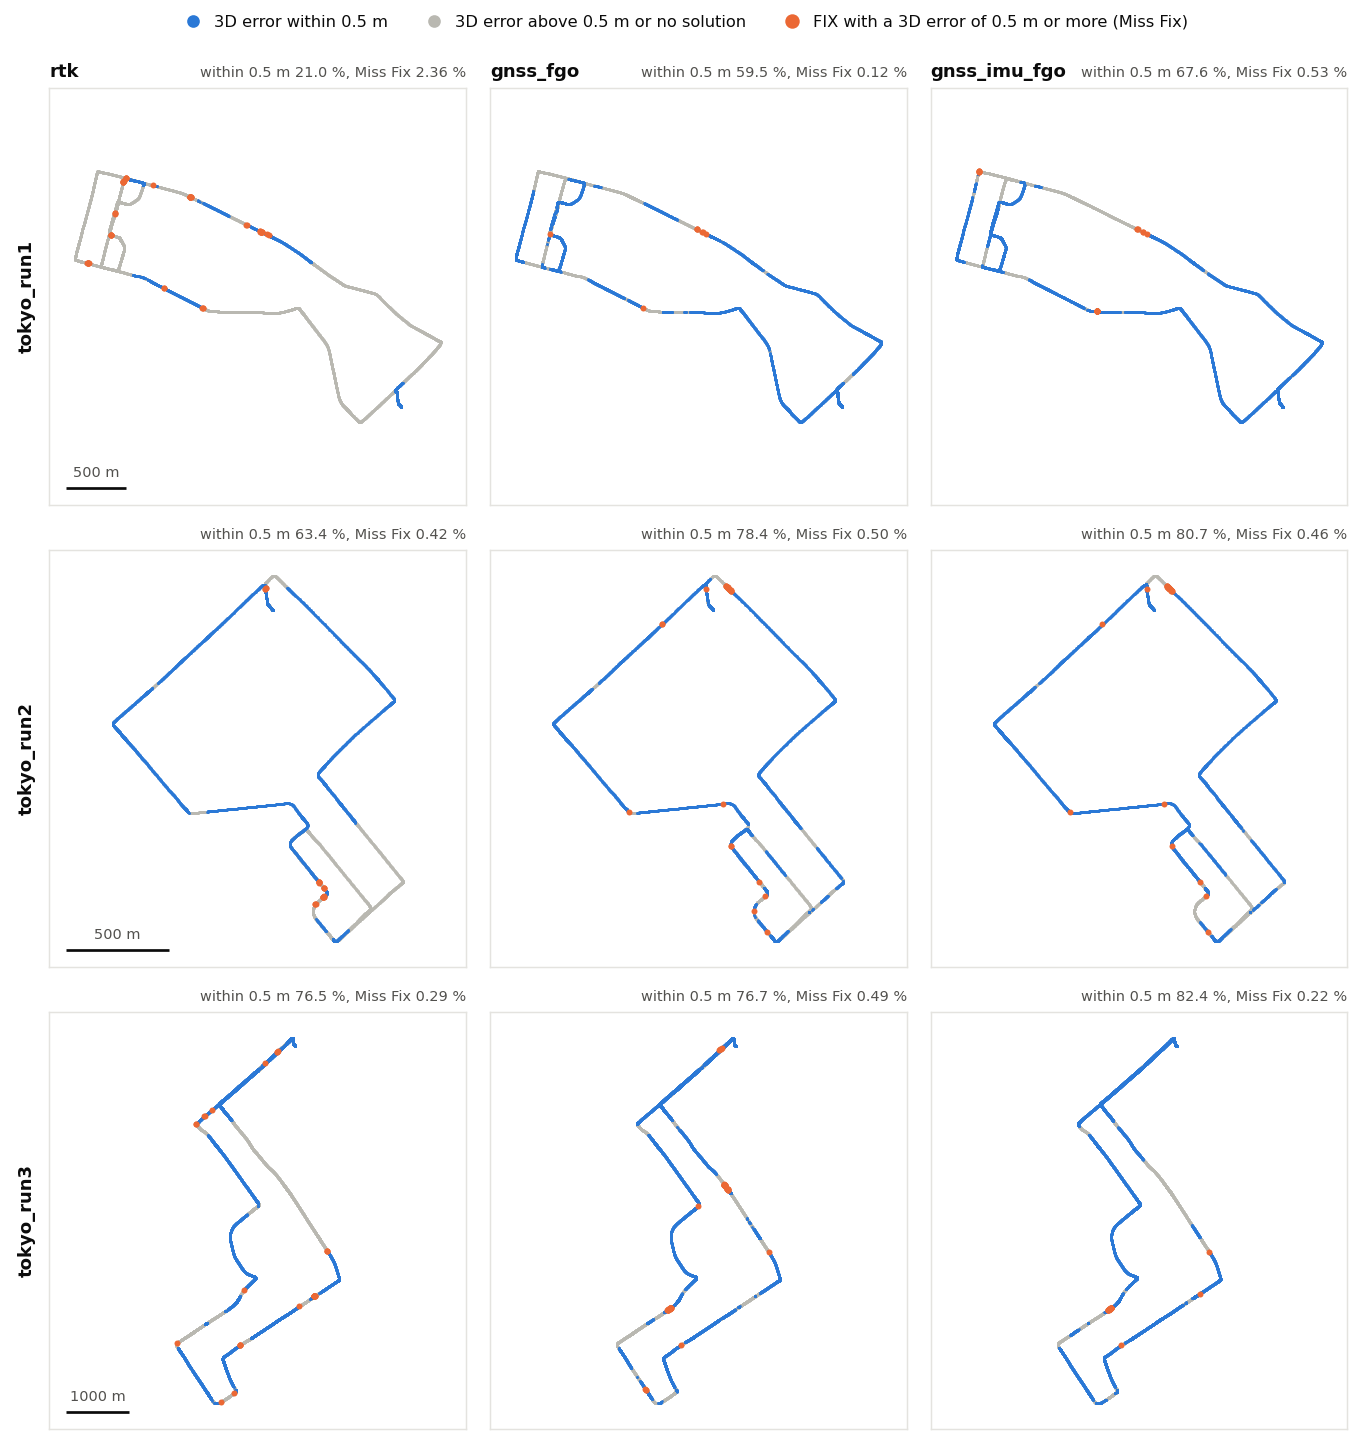 3D error within 0.5 m 3D error above 0.5 m or no solution FIX with a 3D error of 0.5 m or more (Miss Fix)
rtk within 0.5 m 21.0 %, Miss Fix 2.36 % gnss_fgo within 0.5 m 59.5 %, Miss Fix 0.12 % gnss_imu_fgo within 0.5 m 67.6 %, Miss Fix 0.53 %
tokyo_run1
500 m
within 0.5 m 63.4 %, Miss Fix 0.42 % within 0.5 m 78.4 %, Miss Fix 0.50 % within 0.5 m 80.7 %, Miss Fix 0.46 %
tokyo_run2
500 m
within 0.5 m 76.5 %, Miss Fix 0.29 % within 0.5 m 76.7 %, Miss Fix 0.49 % within 0.5 m 82.4 %, Miss Fix 0.22 %
tokyo_run3
1000 m